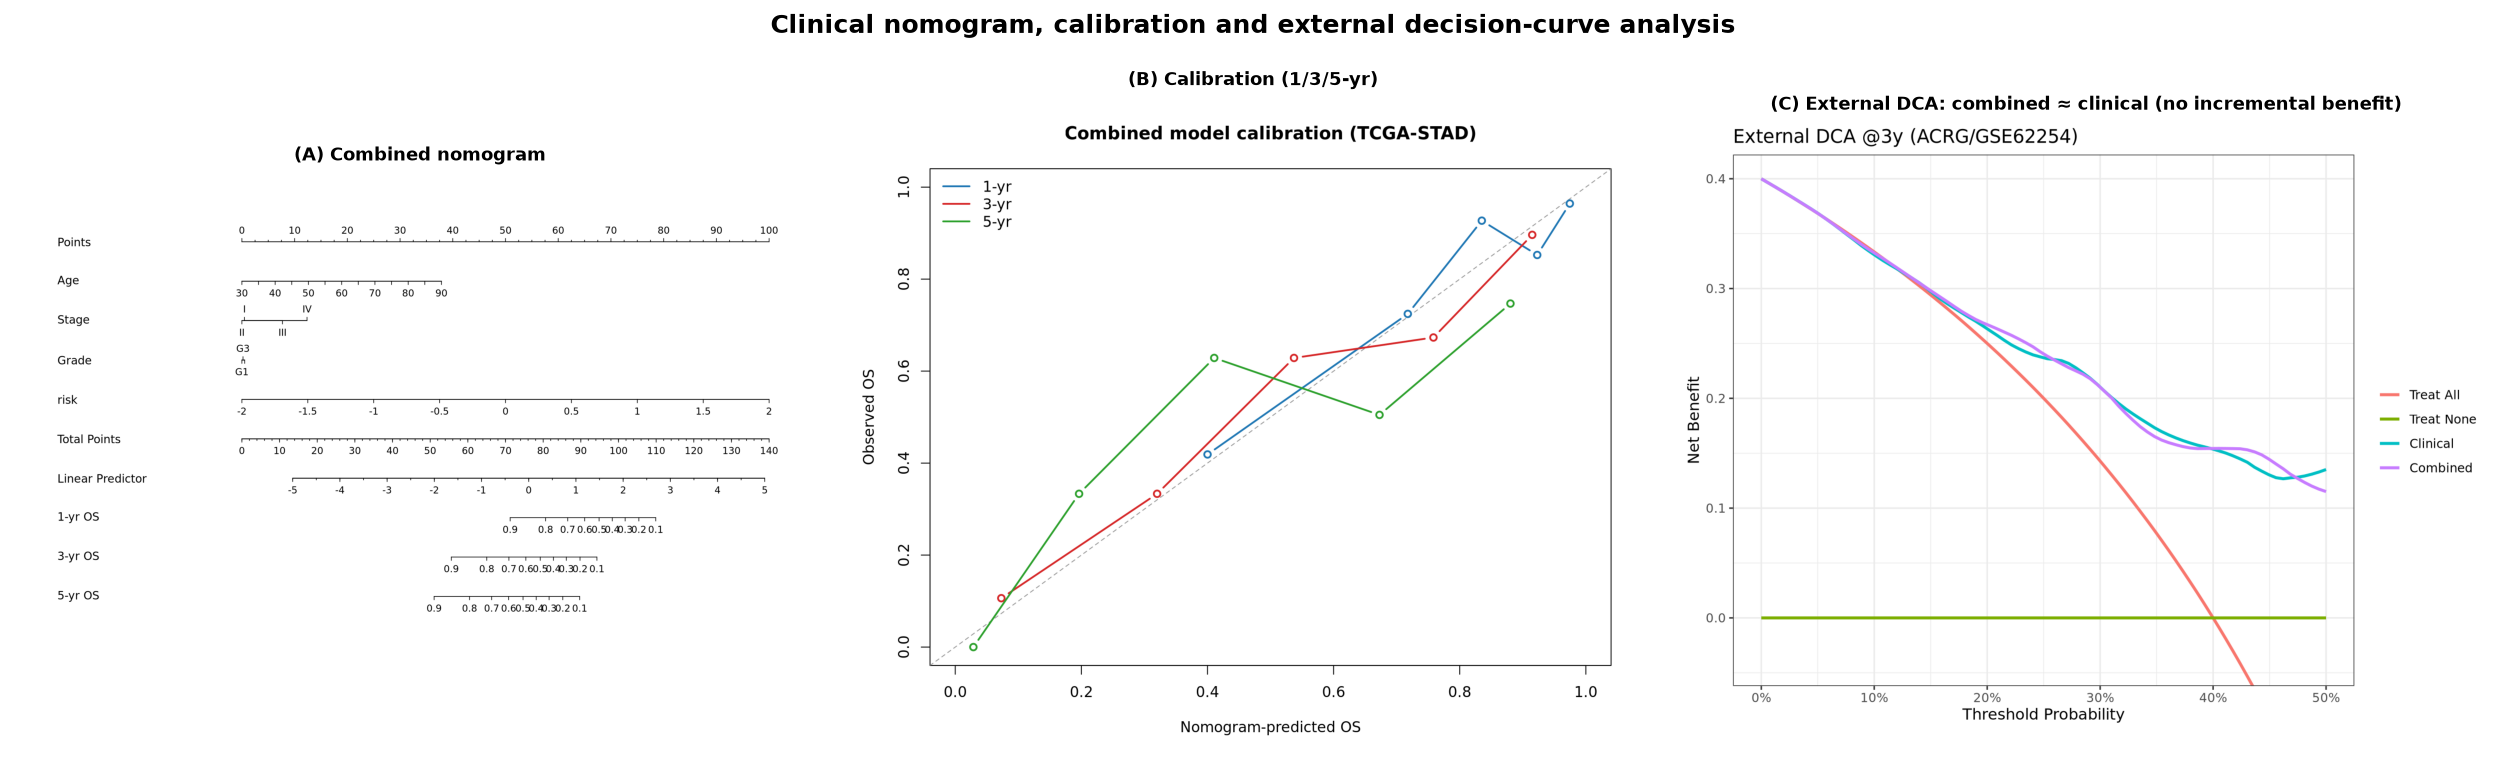 Clinical nomogram, calibration and external decision-curve analysis
(A) Combined nomogram
0 10 20 30 40 50 60 70 80 90 100
Points
Age
30 40 50 60 70 80 90
I IV
Stage
II III
G3
Grade
G1
risk
-2 -1.5 -1 -0.5 0 0.5 1 1.5 2
Total Points
0 10 20 30 40 50 60 70 80 90 100 110 120 130 140
Linear Predictor
-5 -4 -3 -2 -1 0 1 2 3 4 5
1-yr OS
0.9 0.8 0.7 0.6 0.5 0.4 0.3 0.2 0.1
3-yr OS
0.9 0.8 0.7 0.6 0.5 0.4 0.3 0.2 0.1
5-yr OS
0.9 0.8 0.7 0.6 0.5 0.4 0.3 0.2 0.1
(B) Calibration (1/3/5-yr)
Combined model calibration (TCGA-STAD)
1-yr
3-yr
5-yr
Observed OS
1.0
0.8
0.6
0.4
0.2
0.0
0.0 0.2 0.4 0.6 0.8 1.0
Nomogram-predicted OS
(C) External DCA: combined ≈ clinical (no incremental benefit)
External DCA @3y (ACRG/GSE62254)
Net Benefit
0.4
0.3
0.2
0.1
0.0
0% 10% 20% 30% 40% 50%
Threshold Probability
Treat All
Treat None
Clinical
Combined